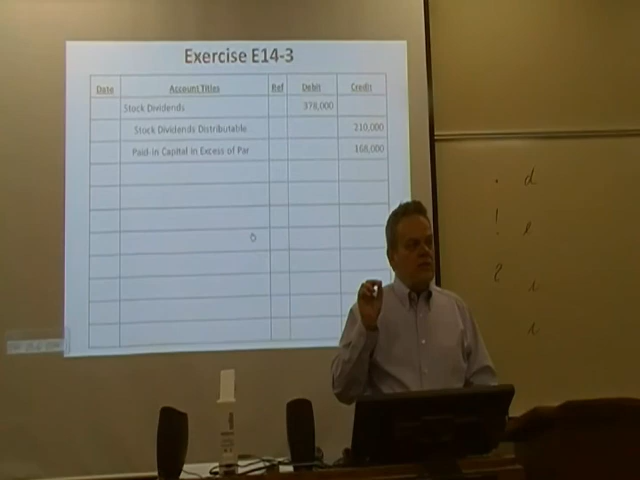 Exercise E14-3
Date Account Titles Ref Debit Credit
Stock Dividends 378,000
Stock Dividends Distributable 210,000
Paid-in Capital in Excess of Par 168,000